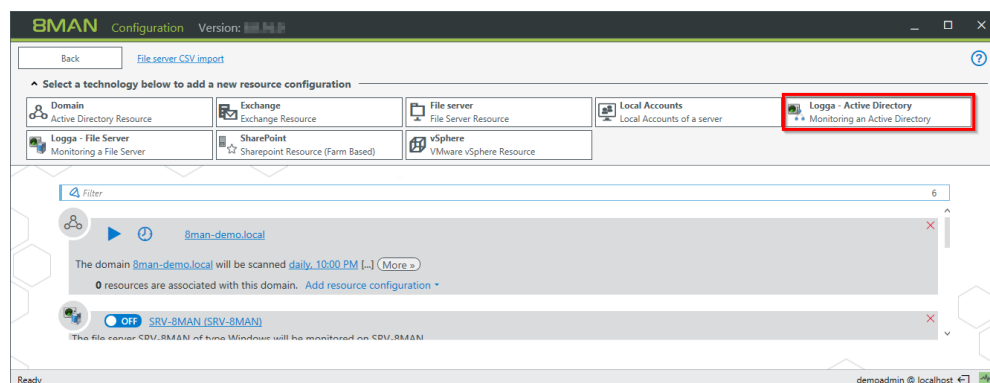 8MAN Configuration Version:
Back File server CSV import
Select a technology below to add a new resource configuration
Domain
Active Directory Resource
Exchange
Exchange Resource
File server
File Server Resource
Local Accounts
Local Accounts of a server
Logga - Active Directory
Monitoring an Active Directory
Logga - File Server
Monitoring a File Server
SharePoint
Sharepoint Resource (Farm Based)
vSphere
VMware vSphere Resource
Filter 6
8man-demo.local
The domain 8man-demo.local will be scanned daily, 10:00 PM [...] (More »)
0 resources are associated with this domain. Add resource configuration
OFF SRV-8MAN (SRV-8MAN)
The file server SRV-8MAN of type Windows will be monitored on SRV-8MAN
Ready demoadmin @ localhost